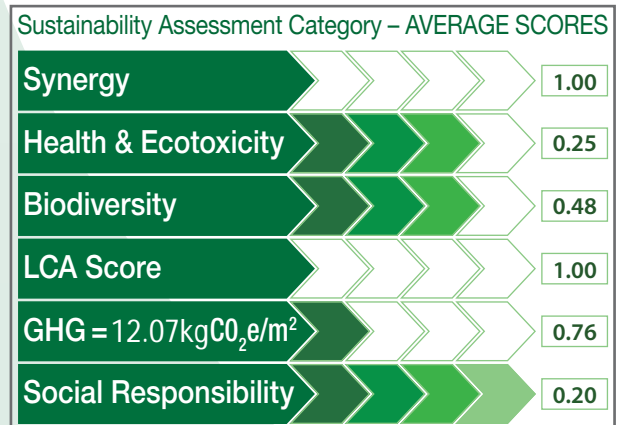 Sustainability Assessment Category – AVERAGE SCORES
Synergy 1.00
Health & Ecotoxicity 0.25
Biodiversity 0.48
LCA Score 1.00
GHG = 12.07kgCO₂e/m² 0.76
Social Responsibility 0.20